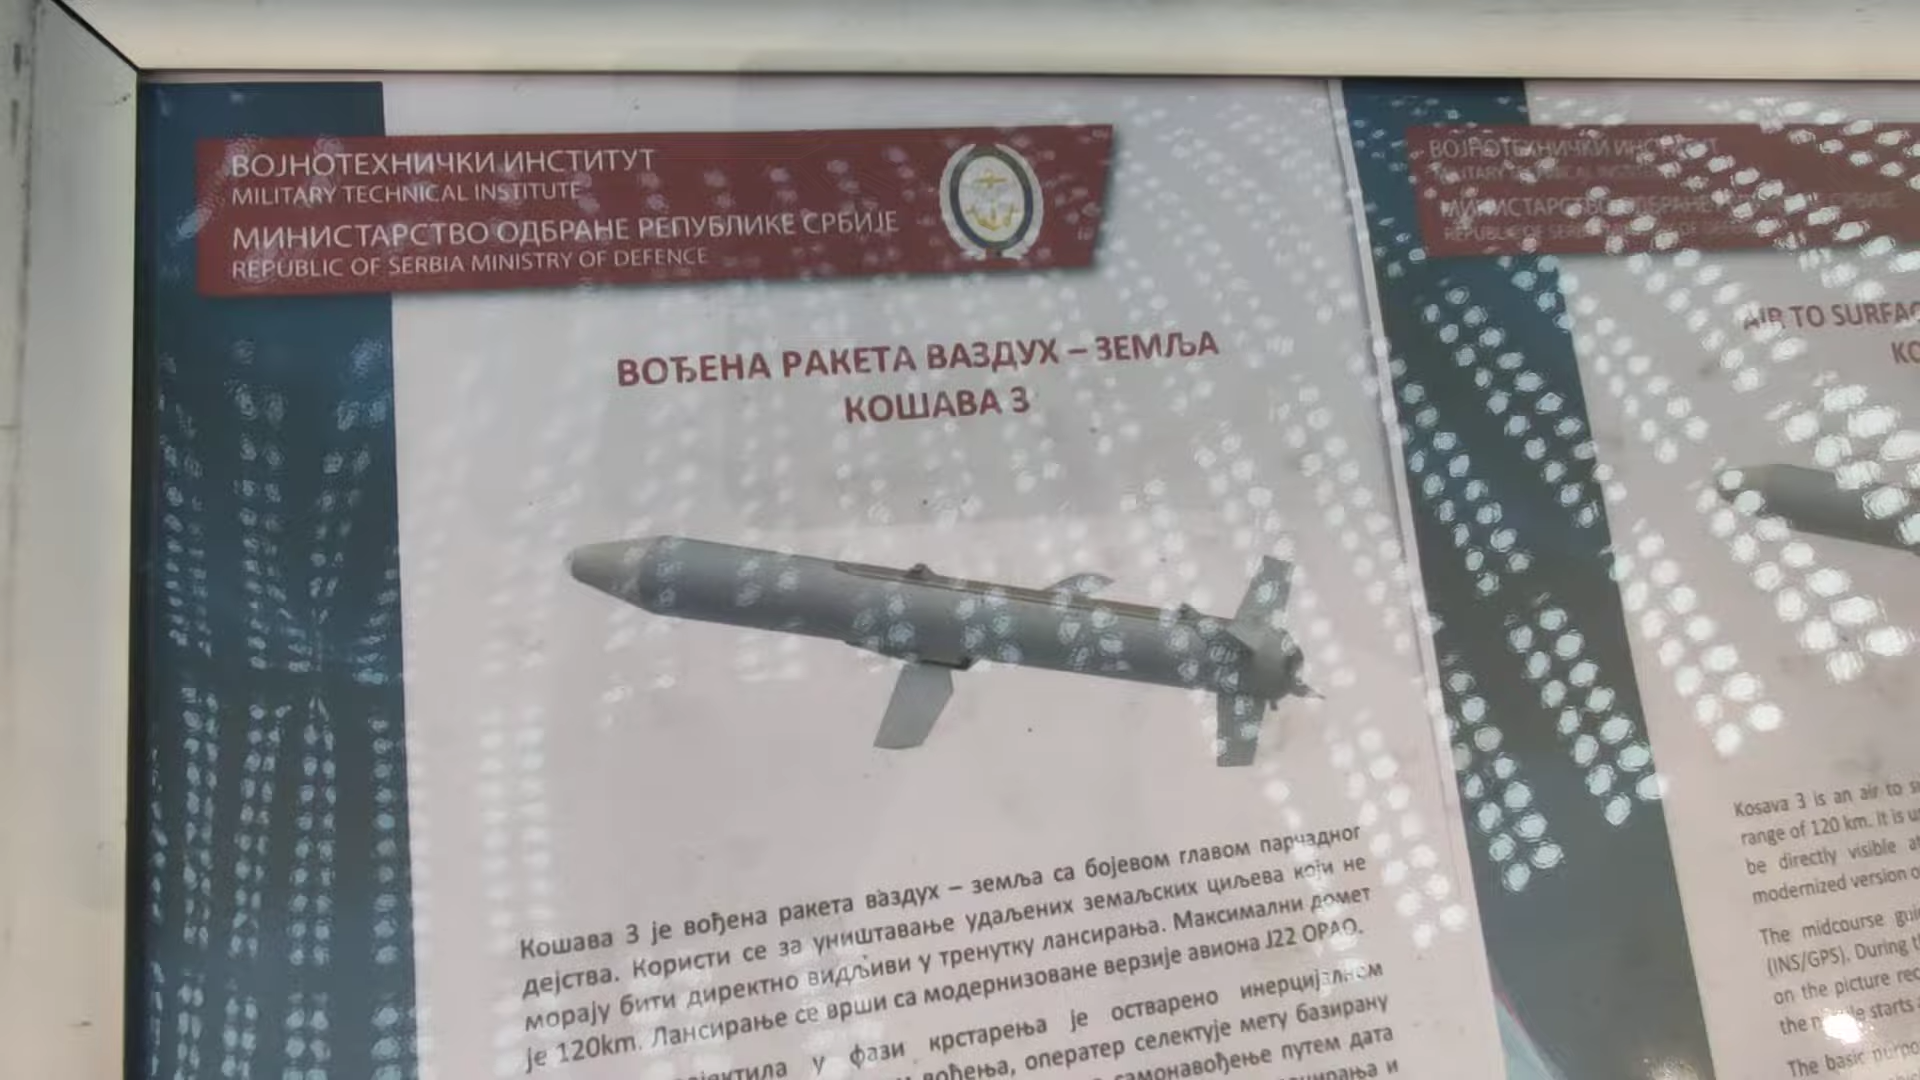 ВОЈНОТЕХНИЧКИ ИНСТИТУТ
MILITARY TECHNICAL INSTITUTE
МИНИСТАРСТВО ОДБРАНЕ РЕПУБЛИКЕ СРБИЈЕ
REPUBLIC OF SERBIA MINISTRY OF DEFENCE
ВОЂЕНА РАКЕТА ВАЗДУХ – ЗЕМЉА
КОШАВА 3
Кошава 3 је вођена ракета ваздух – земља са бојевом главом парчадног
дејства. Користи се за уништавање удаљених земаљских циљева који не
морају бити директно видљиви у тренутку лансирања. Максимални домет
је 120km. Лансирање се врши са модернизоване верзије авиона Ј22 ОРАО.
у фази крстарења је остварено инерцијалном
вођења, оператер селектује мету базирану
самонавођење путем дата
и
ВОЈНОТЕХНИЧКИ
МИНИСТАРСТВО ОДБРАНЕ
AIR TO
Kosava 3 is an air to
range of 120 km. It is
be directly visible
modernized version
The midcourse
(INS/GPS). During
on the picture
the starts
The basic